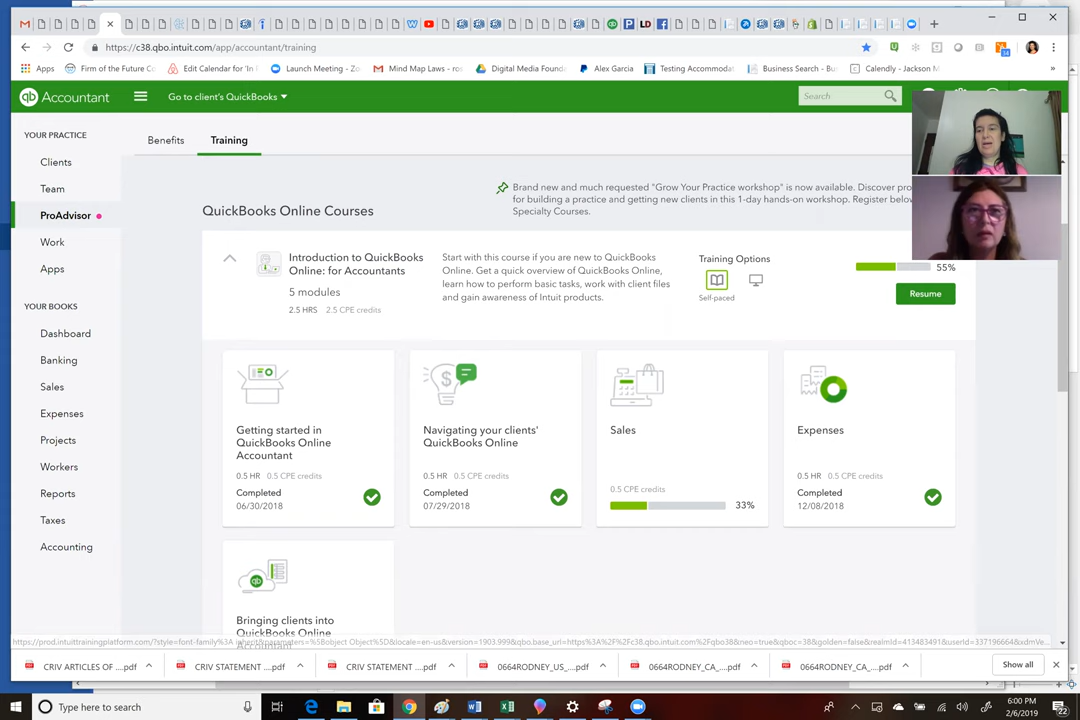 https://c38.qbo.intuit.com/app/accountant/training
14
Apps
Firm of the Future C
Edit Calendar for 'In
Launch Meeting - Zo
Mind Map Laws - ros
Digital Media Found
Alex Garcia
Testing Accommodat
Business Search - Bu
Calendly - Jackson M
»
qb Accountant
Go to client's QuickBooks
Search
YOUR PRACTICE
Clients
Team
ProAdvisor
Work
Apps
YOUR BOOKS
Dashboard
Banking
Sales
Expenses
Projects
Workers
Reports
Taxes
Accounting
Benefits
Training
Brand new and much requested "Grow Your Practice workshop" is now available. Discover pro
for building a practice and getting new clients in this 1-day hands-on workshop. Register below
Specialty Courses.
QuickBooks Online Courses
Introduction to QuickBooks
Online: for Accountants
5 modules
2.5 HRS 2.5 CPE credits
Start with this course if you are new to QuickBooks
Online. Get a quick overview of QuickBooks Online,
learn how to perform basic tasks, work with client files
and gain awareness of Intuit products.
Training Options
Self-paced
55%
Resume
Getting started in
QuickBooks Online
Accountant
0.5 HR 0.5 CPE credits
Completed
06/30/2018
Navigating your clients'
QuickBooks Online
0.5 HR 0.5 CPE credits
Completed
07/29/2018
Sales
0.5 CPE credits
33%
Expenses
0.5 HR 0.5 CPE credits
Completed
12/08/2018
qb
Bringing clients into
QuickBooks Online
CRIV ARTICLES OF ....pdf
CRIV STATEMENT ....pdf
CRIV STATEMENT ....pdf
0664RODNEY_US_....pdf
0664RODNEY_CA_....pdf
0664RODNEY_CA_....pdf
Show all
Type here to search
6:00 PM
2/6/2019
22